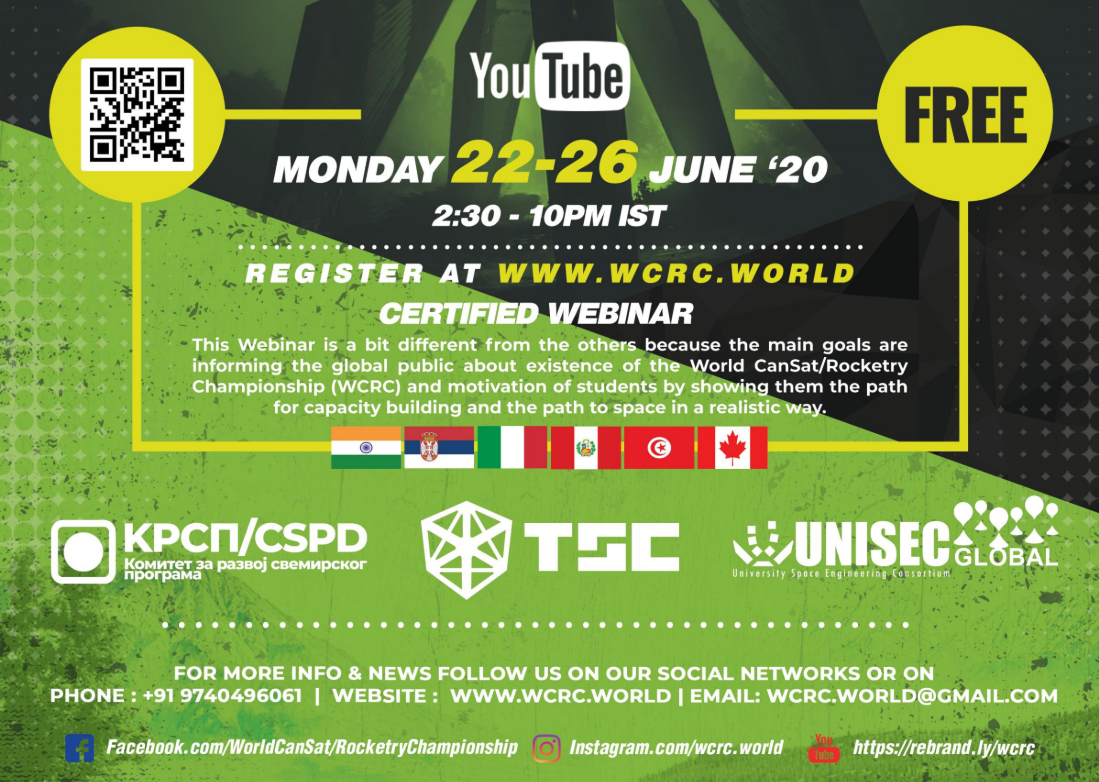 YouTube
FREE
MONDAY 22-26 JUNE ‘20
2:30 - 10PM IST
REGISTER AT WWW.WCRC.WORLD
CERTIFIED WEBINAR
This Webinar is a bit different from the others because the main goals are
informing the global public about existence of the World CanSat/Rocketry
Championship (WCRC) and motivation of students by showing them the path
for capacity building and the path to space in a realistic way.
КРСП/CSPD
Комитет за развој свемирског
програма
TSC
UNISEC
GLOBAL
University Space Engineering Consortium
FOR MORE INFO & NEWS FOLLOW US ON OUR SOCIAL NETWORKS OR ON
PHONE : +91 9740496061 | WEBSITE : WWW.WCRC.WORLD | EMAIL: WCRC.WORLD@GMAIL.COM
Facebook.com/WorldCanSat/RocketryChampionship Instagram.com/wcrc.world You Tube https://rebrand.ly/wcrc